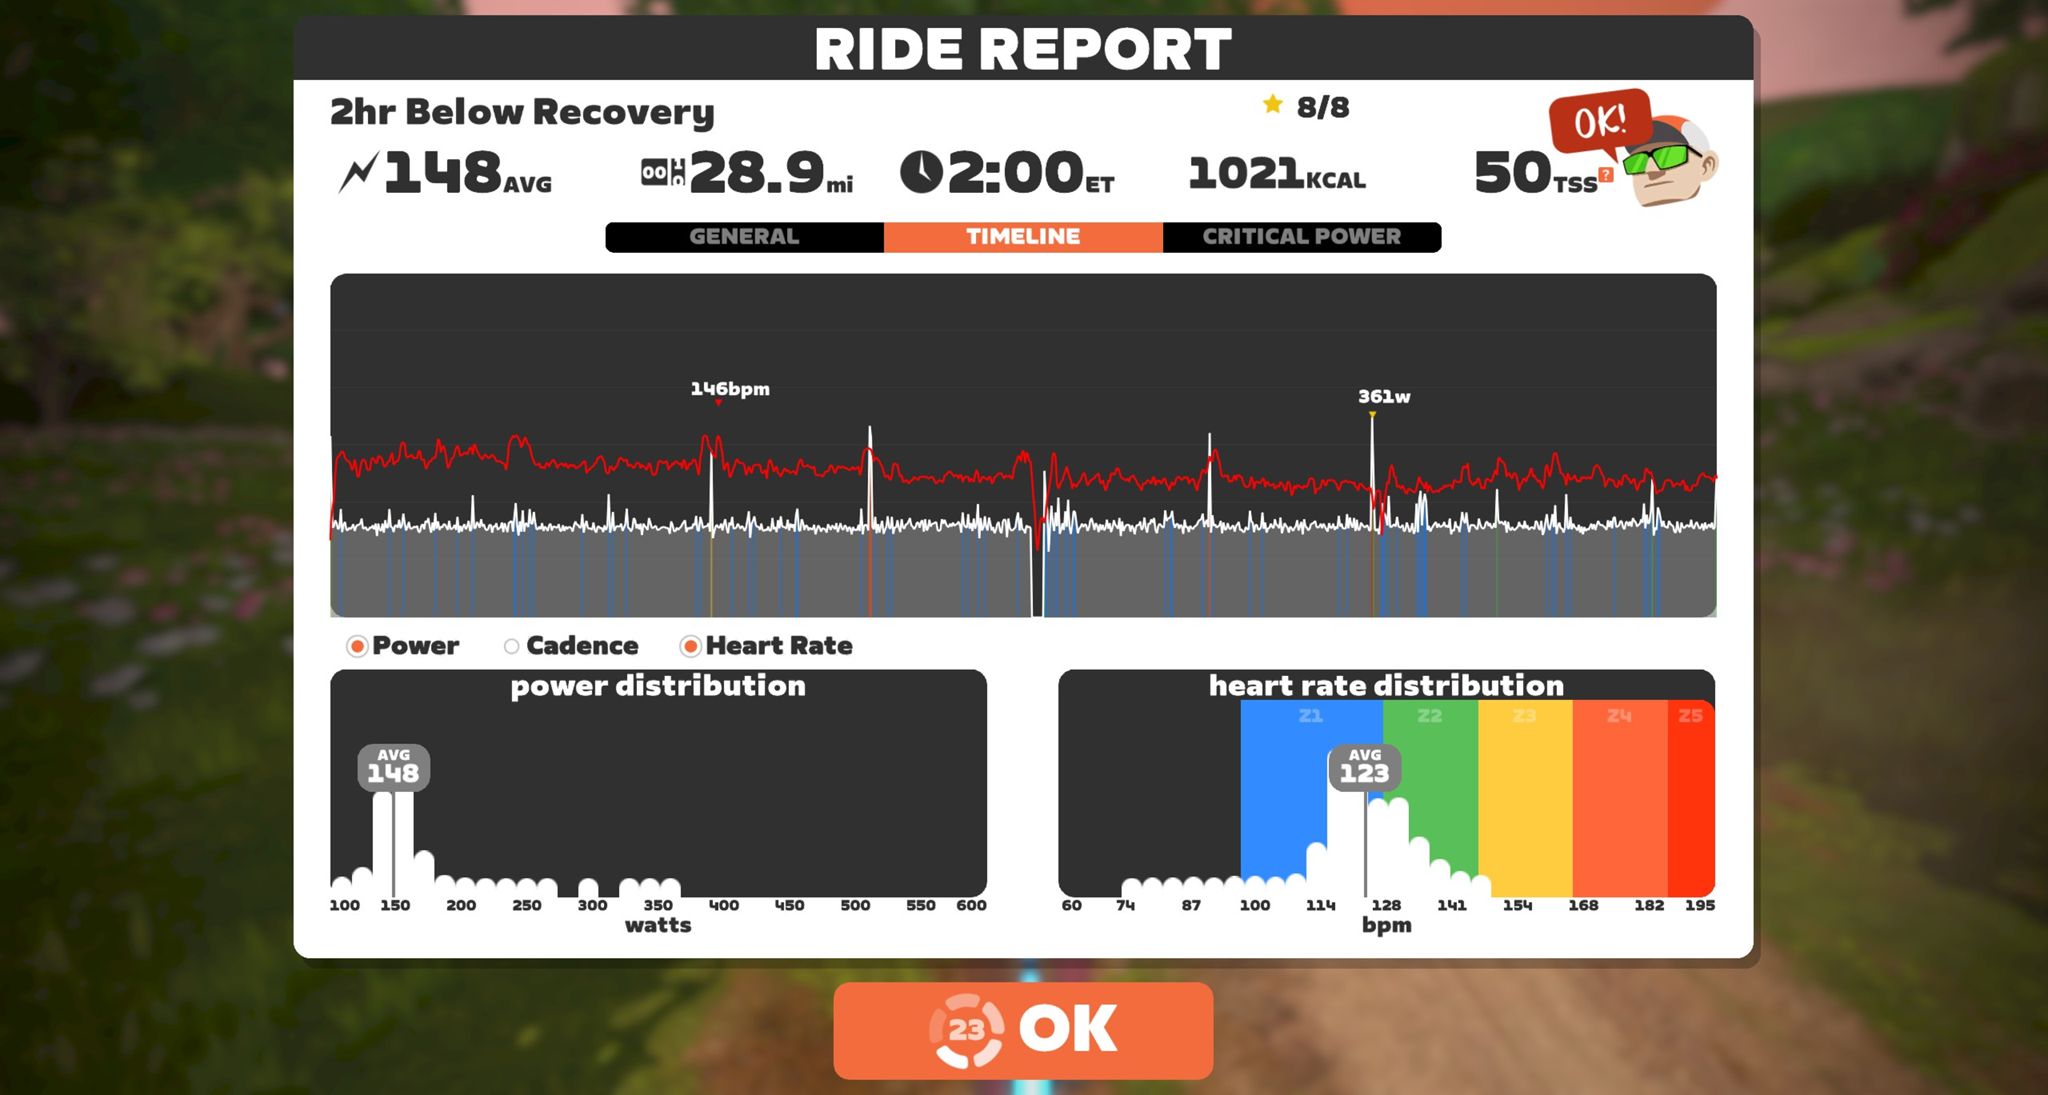 RIDE REPORT
2hr Below Recovery
8/8
OK!
148AVG
28.9mi
2:00ET
1021KCAL
50TSS?
GENERAL
TIMELINE
CRITICAL POWER
146bpm
361w
Power
Cadence
Heart Rate
power distribution
AVG
148
100 150 200 250 300 350 400 450 500 550 600
watts
heart rate distribution
Z1 Z2 Z3 Z4 Z5
AVG
123
60 74 87 100 114 128 141 154 168 182 195
bpm
23 OK